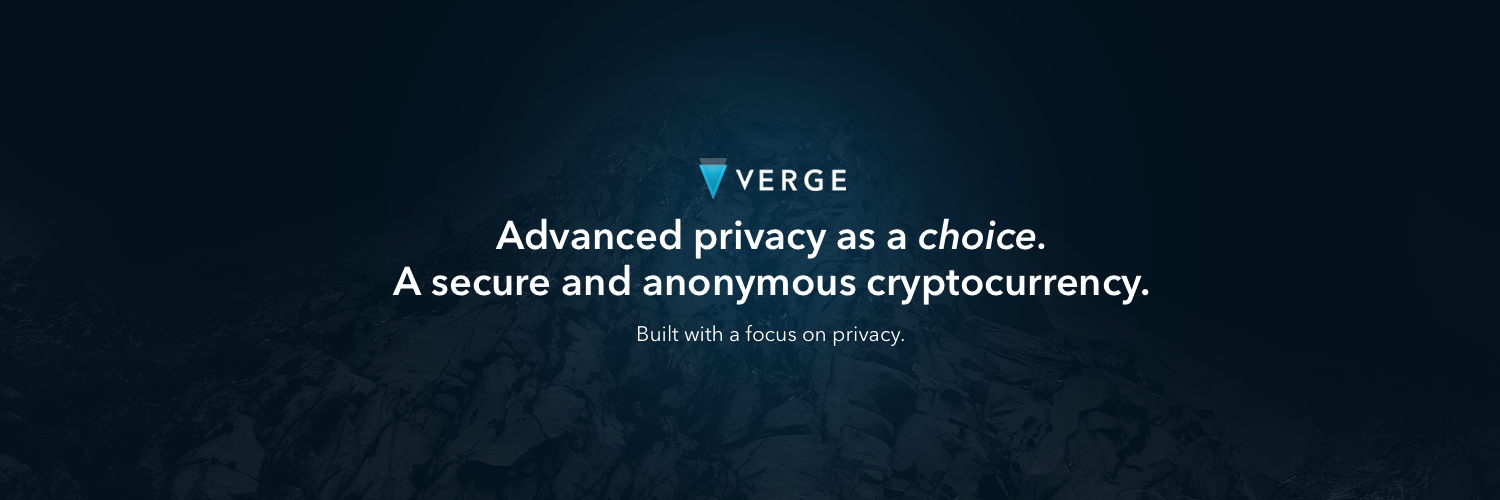 VERGE
Advanced privacy as a choice.
A secure and anonymous cryptocurrency.
Built with a focus on privacy.